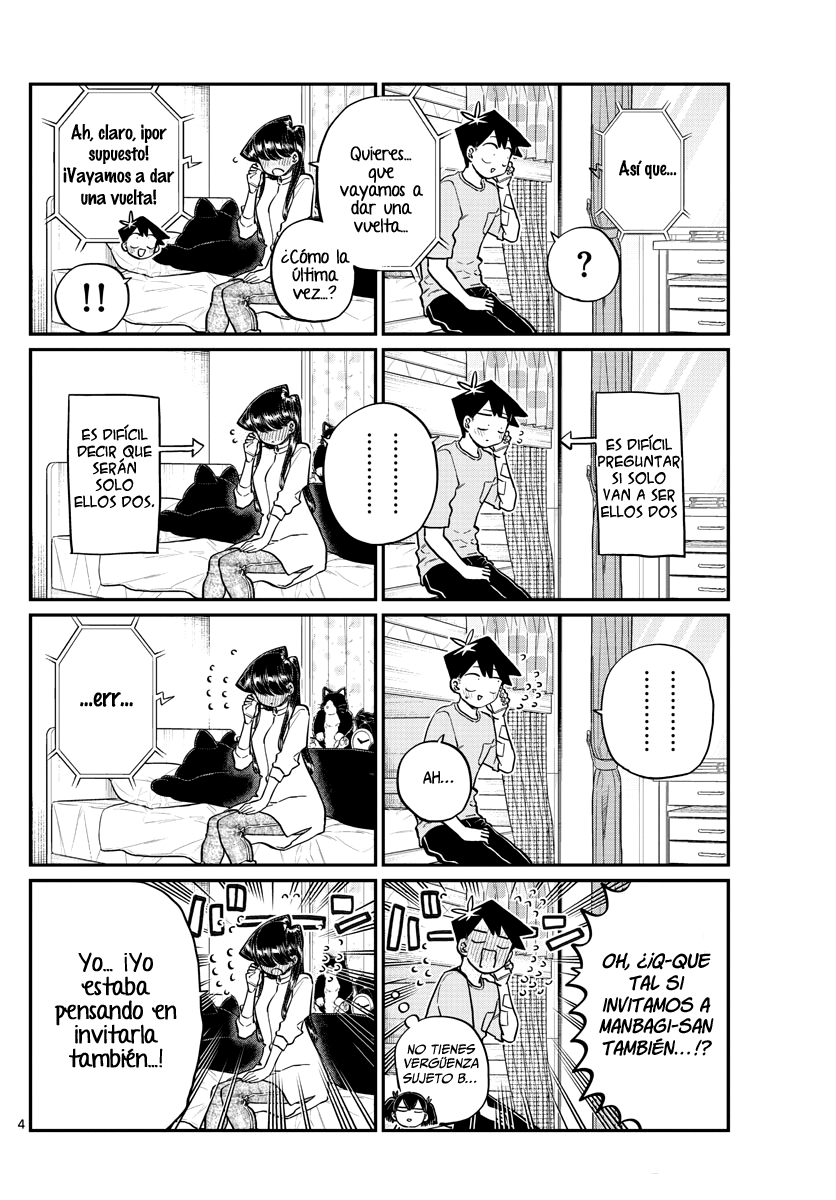 Así que...
?
Quieres...
que
vayamos a
dar una
vuelta...
¿Cómo la
última
vez...?
Ah, claro, ¡por
supuesto!
¡Vayamos a dar
una vuelta!
!!
ES DIFÍCIL
PREGUNTAR
SI SOLO
VAN A SER
ELLOS DOS
ES DIFÍCIL
DECIR QUE
SERÁN
SOLO
ELLOS DOS.
AH...
...err...
OH, ¿¡Q-QUE
TAL SI
INVITAMOS A
MANBAGI-SAN
TAMBIÉN...!?
NO TIENES
VERGÜENZA
SUJETO B...
Yo... ¡Yo
estaba
pensando en
invitarla
también...!
4